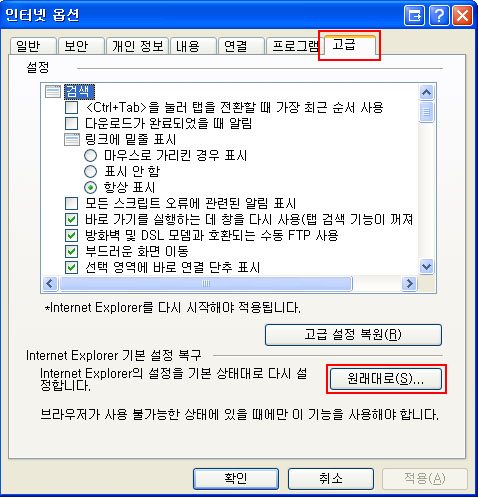 인터넷 옵션
일반 보안 개인 정보 내용 연결 프로그램 고급
설정
검색
<Ctrl+Tab>을 눌러 탭을 전환할 때 가장 최근 순서 사용
다운로드가 완료되었을 때 알림
링크에 밑줄 표시
마우스로 가리킨 경우 표시
표시 안 함
항상 표시
모든 스크립트 오류에 관련된 알림 표시
바로 가기를 실행하는 데 창을 다시 사용(탭 검색 기능이 꺼져
방화벽 및 DSL 모뎀과 호환되는 수동 FTP 사용
부드러운 화면 이동
선택 영역에 바로 연결 단추 표시
*Internet Explorer를 다시 시작해야 적용됩니다.
고급 설정 복원(R)
Internet Explorer 기본 설정 복구
Internet Explorer의 설정을 기본 상태대로 다시 설
정합니다.
원래대로(S)...
브라우저가 사용 불가능한 상태에 있을 때에만 이 기능을 사용해야 합니다.
확인 취소 적용(A)